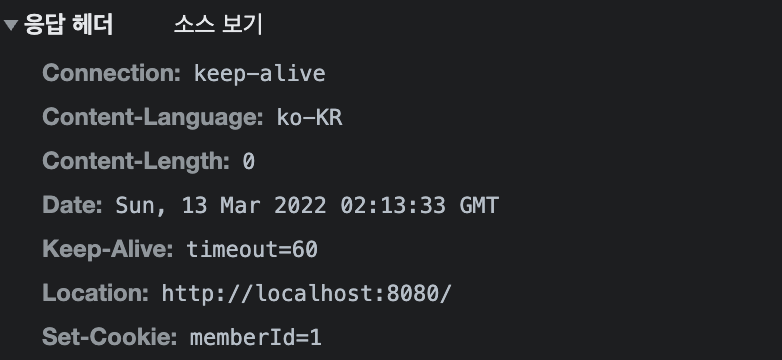 응답 헤더 소스 보기
Connection: keep-alive
Content-Language: ko-KR
Content-Length: 0
Date: Sun, 13 Mar 2022 02:13:33 GMT
Keep-Alive: timeout=60
Location: http://localhost:8080/
Set-Cookie: memberId=1